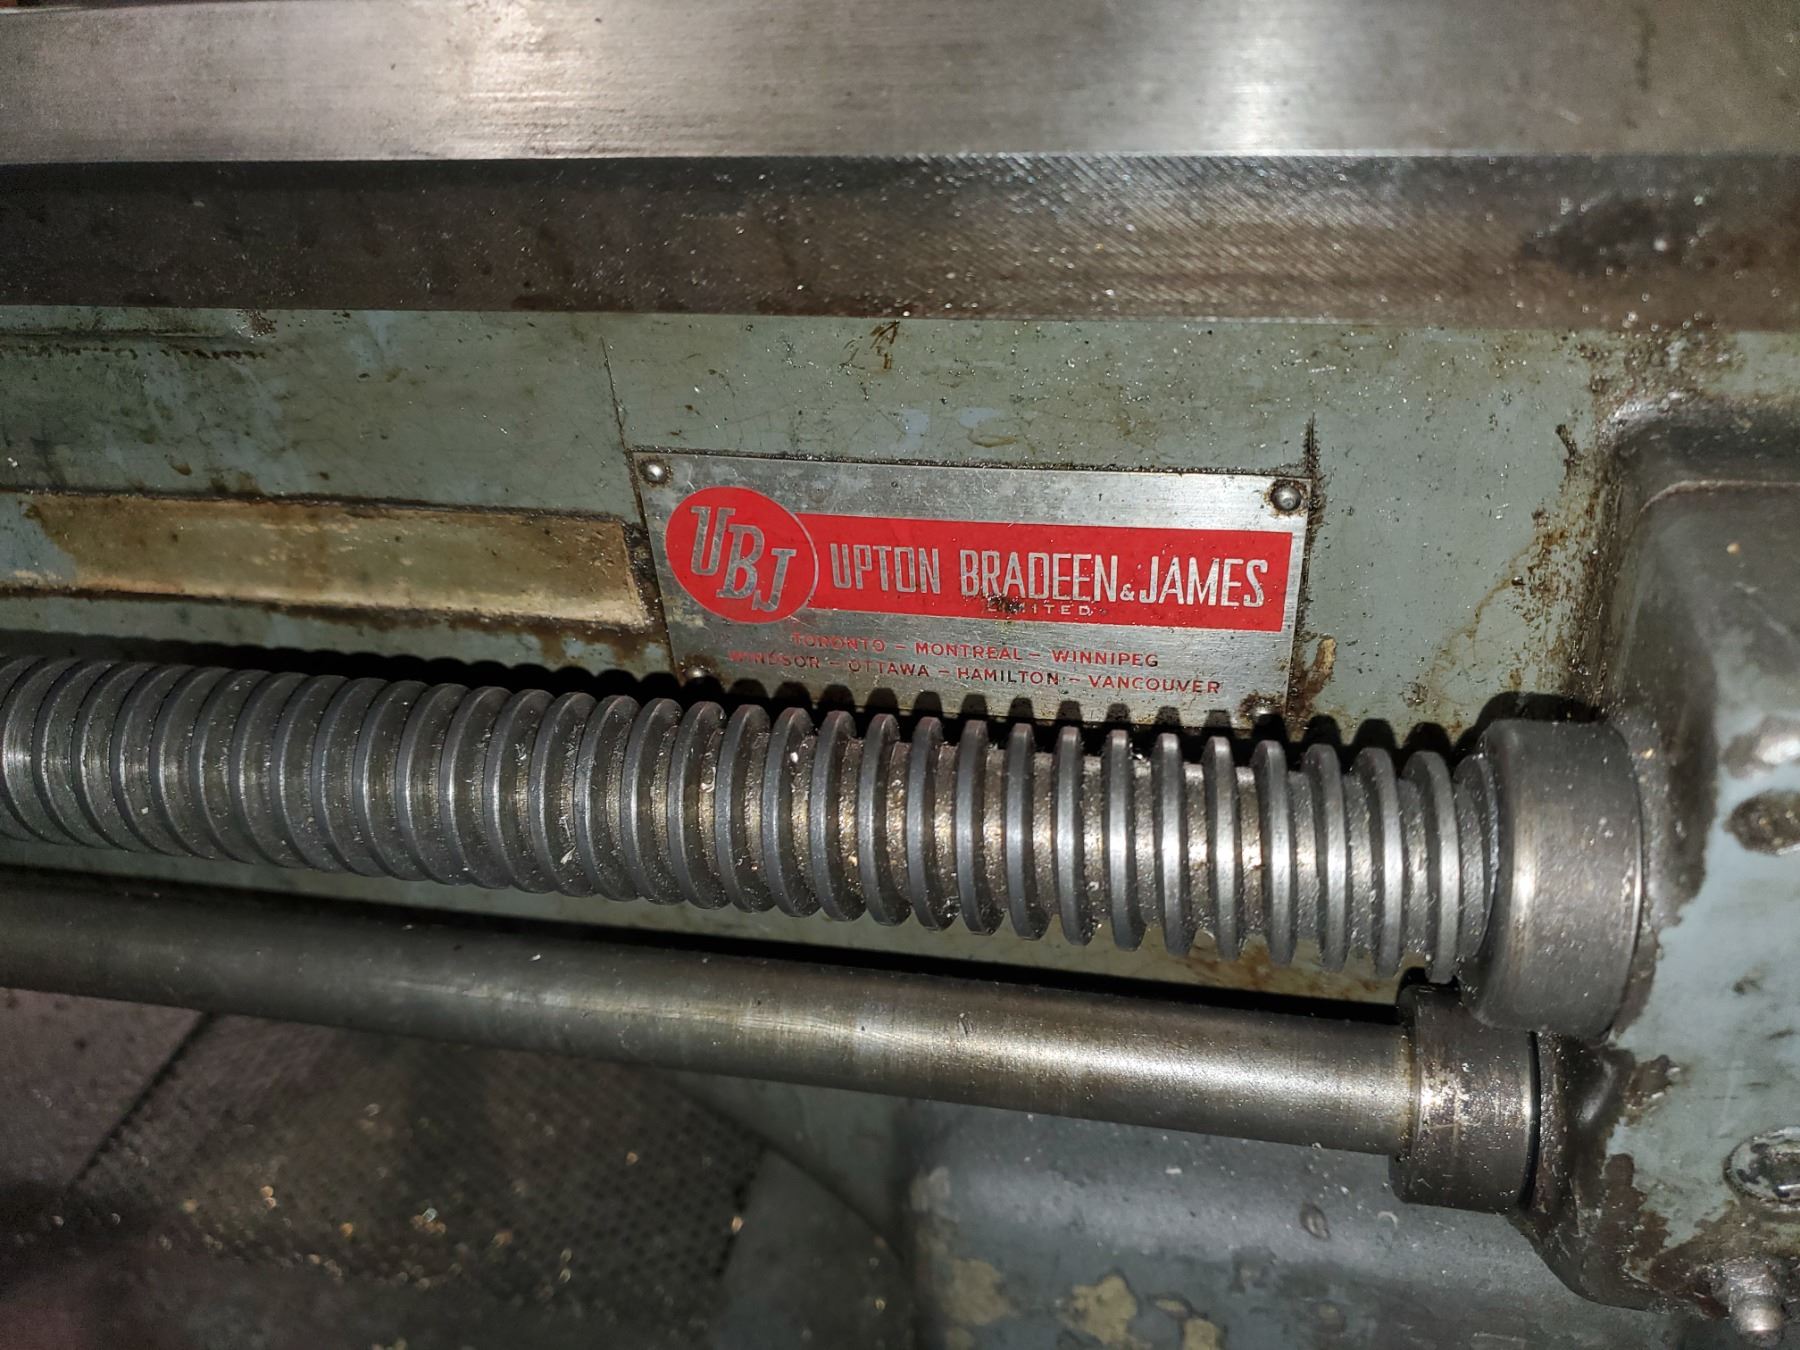 UBJ UPTON BRADEEN & JAMES
LIMITED
TORONTO - MONTREAL - WINNIPEG
WINDSOR - OTTAWA - HAMILTON - VANCOUVER